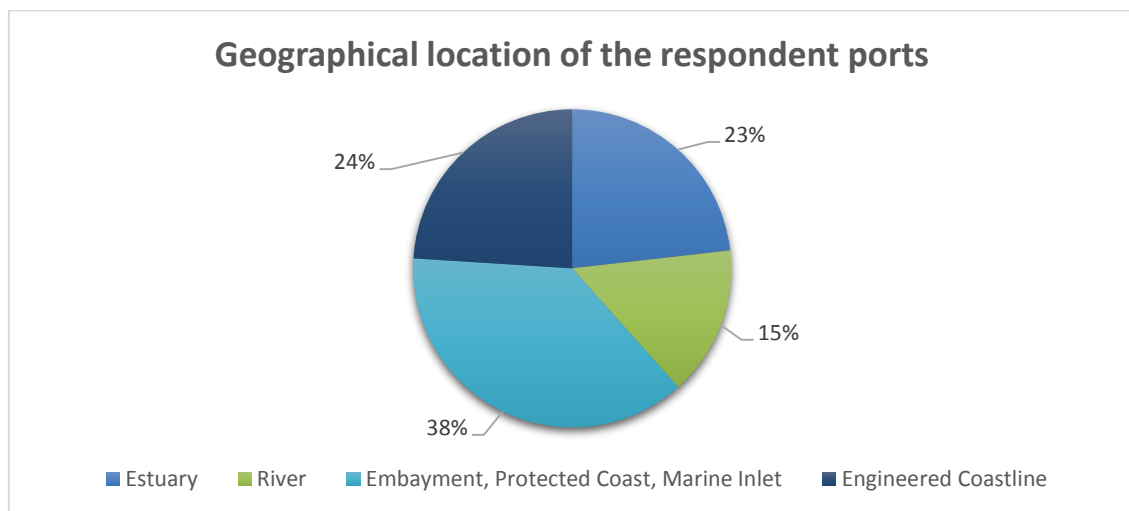 Geographical location of the respondent ports
23%
24%
15%
38%
Estuary River Embayment, Protected Coast, Marine Inlet Engineered Coastline